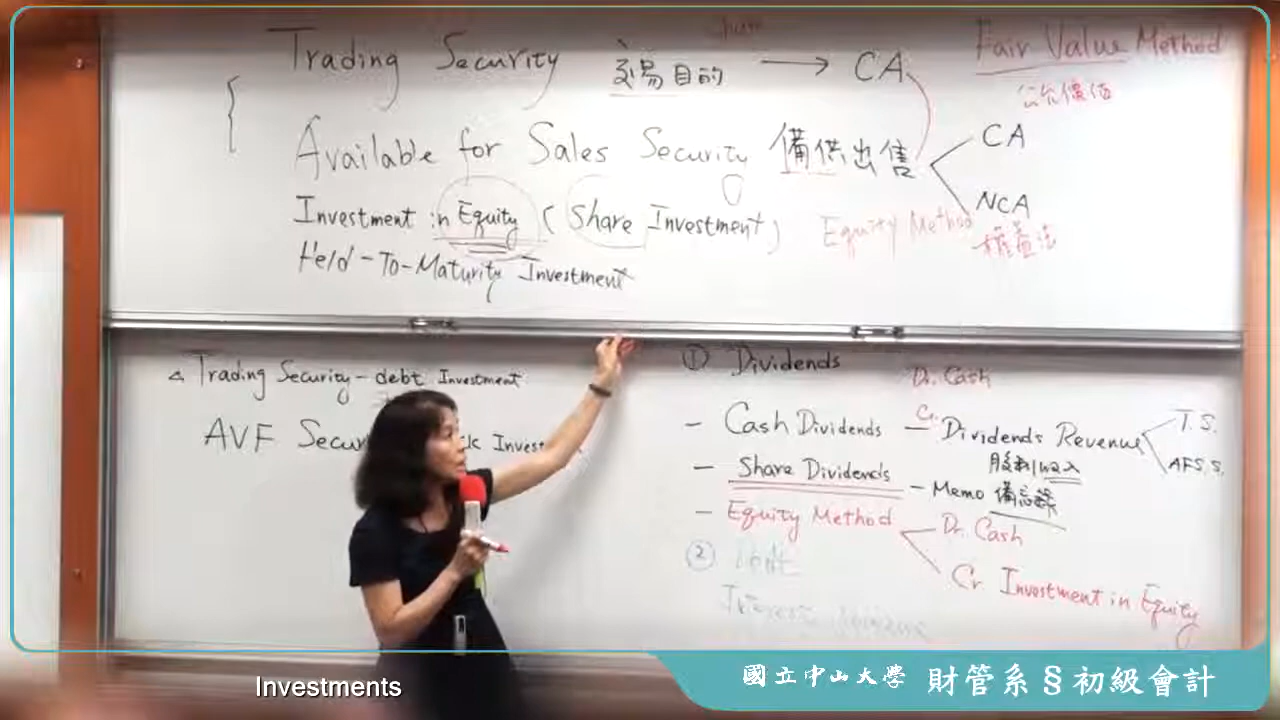 Trading Security 交易目的 → CA
Fair Value Method
公允價值
Available for Sales Security 備供出售
CA
NCA
Investment in Equity (Share Investment)
Equity Method
權益法
Held-To-Maturity Investment
Trading Security - debt Investment
AVF Secur
① Dividends
Dr. Cash
- Cash Dividends - Cr. Dividends Revenue
T.S.
AFS.S.
股利收入
- Share Dividends - Memo 備忘錄
- Equity Method
Dr. Cash
Cr. Investment in Equity
②
Investments
國立中山大學 財管系§初級會計